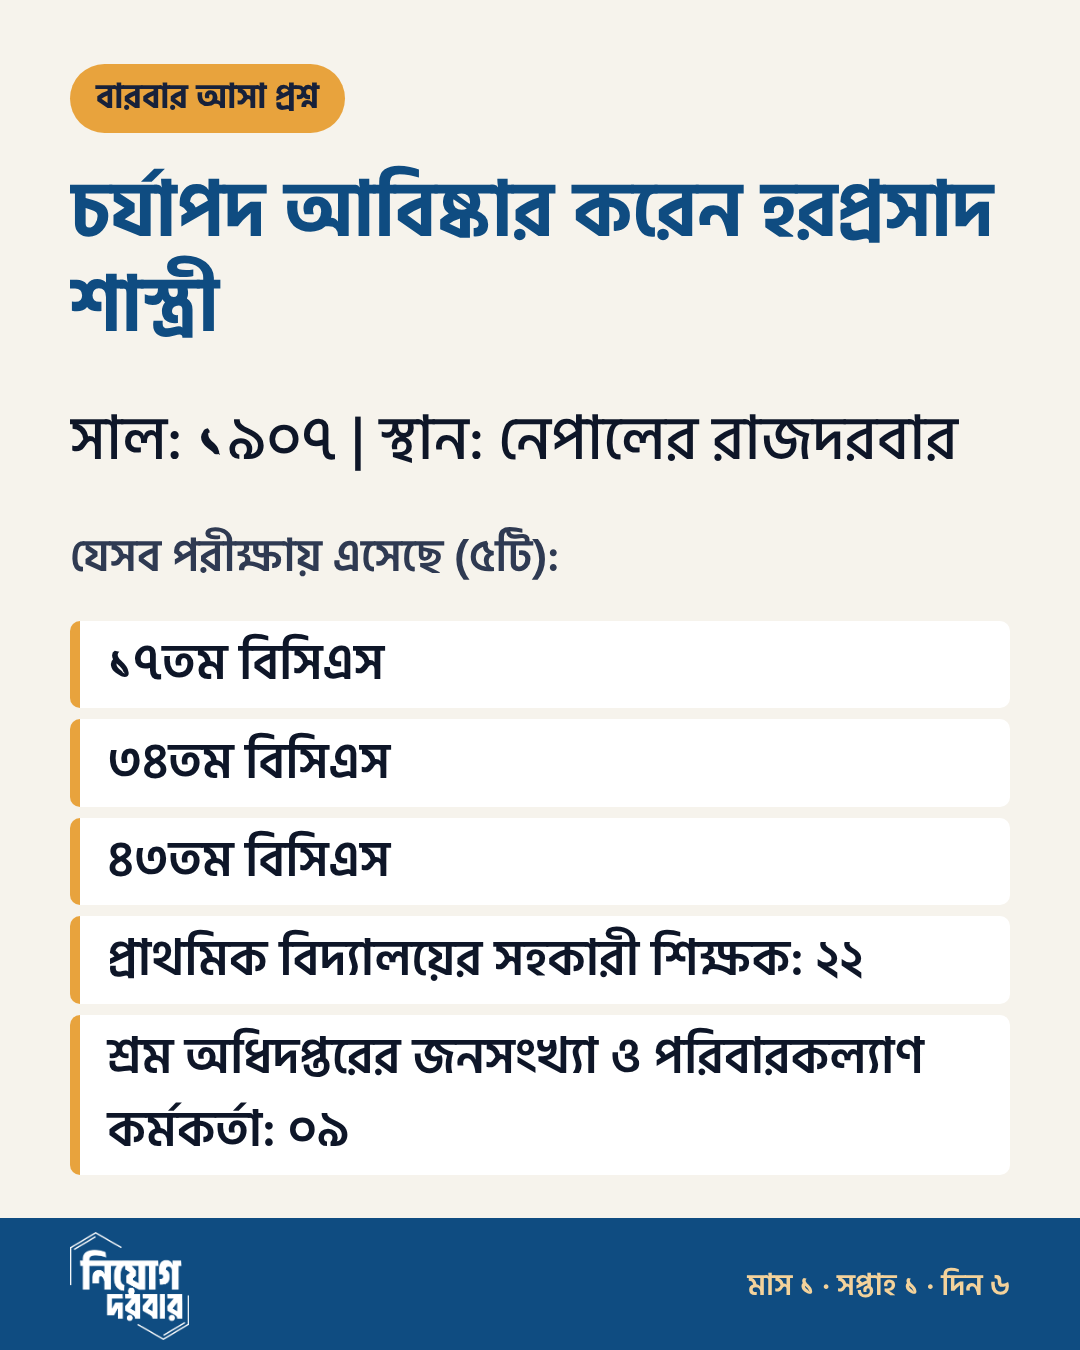 বারবার আসা প্রশ্ন
চর্যাপদ আবিষ্কার করেন হরপ্রসাদ
শাস্ত্রী
সাল: ১৯০৭ | স্থান: নেপালের রাজদরবার
যেসব পরীক্ষায় এসেছে (৫টি):
১৭তম বিসিএস
৩৪তম বিসিএস
৪৩তম বিসিএস
প্রাথমিক বিদ্যালয়ের সহকারী শিক্ষক: ২২
শ্রম অধিদপ্তরের জনসংখ্যা ও পরিবারকল্যাণ
কর্মকর্তা: ০৯
নিয়োগ
দরবার
মাস ১ · সপ্তাহ ১ · দিন ৬